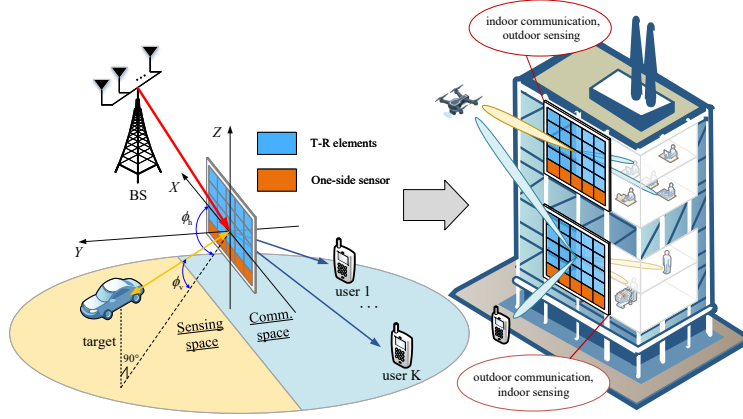 indoor communication,
outdoor sensing
BS
Z
X
Y
T-R elements
One-side sensor
ϕh
ϕv
target
90°
Sensing
space
Comm.
space
user 1
...
user K
outdoor communication,
indoor sensing